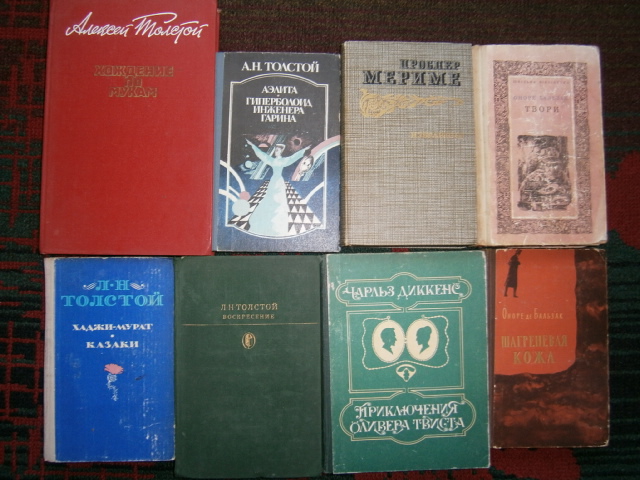 Алексей Толстой
ХОЖДЕНИЕ
ПО
МУКАМ
А.Н. ТОЛСТОЙ
АЭЛИТА
ГИПЕРБОЛОИД
ИНЖЕНЕРА
ГАРИНА
ПРОСПЕР
МЕРИМЕ
ТВОРИ
Л·Н
ТОЛСТОЙ
ХАДЖИ-МУРАТ
КАЗАКИ
Л.Н.ТОЛСТОЙ
ВОСКРЕСЕНИЕ
ЧАРЛЬЗ ДИККЕНС
ПРИКЛЮЧЕНИЯ
ОЛИВЕРА ТВИСТА
Оноре де Бальзак
ШАГРЕНЕВАЯ
КОЖА